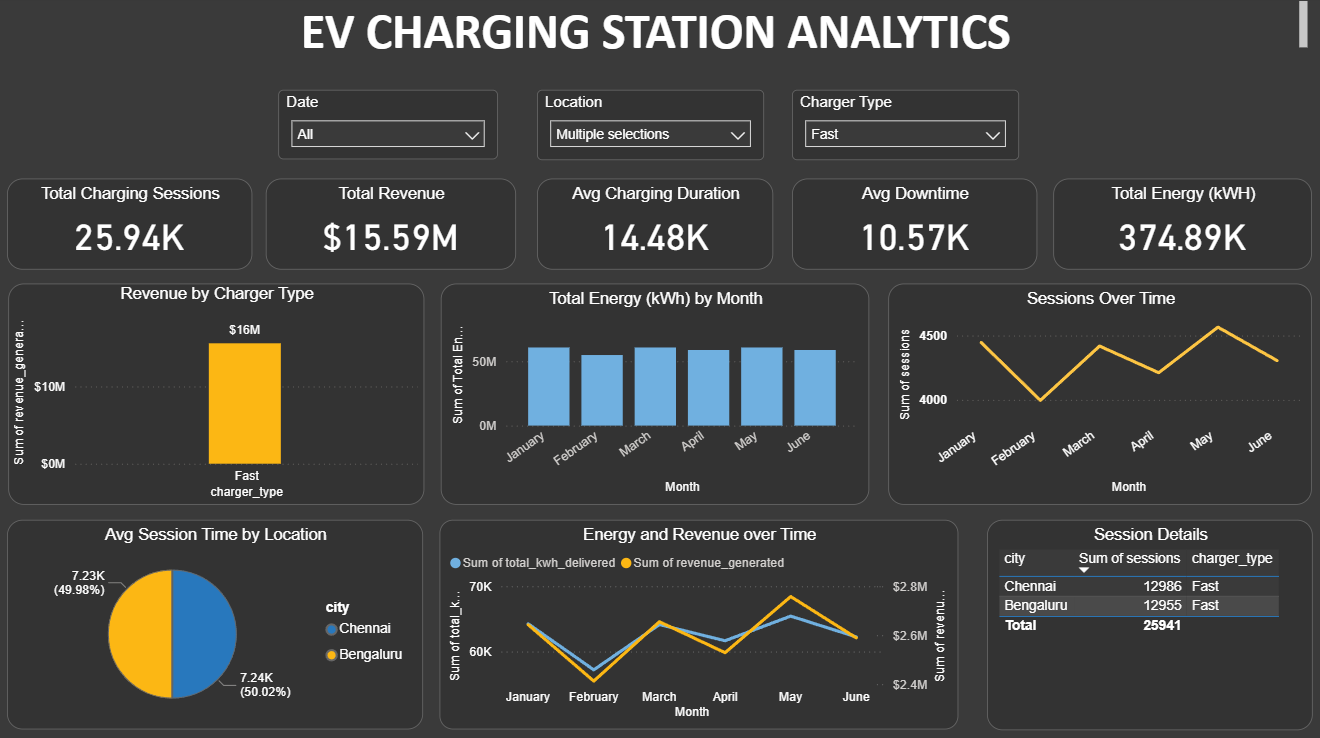 EV CHARGING STATION ANALYTICS
Date
All
Location
Multiple selections
Charger Type
Fast
Total Charging Sessions
25.94K
Total Revenue
$15.59M
Avg Charging Duration
14.48K
Avg Downtime
10.57K
Total Energy (kWH)
374.89K
Revenue by Charger Type
Sum of revenue_genera...
$16M
$10M
$0M
Fast
charger_type
Total Energy (kWh) by Month
Sum of Total En...
50M
0M
January
February
March
April
May
June
Month
Sessions Over Time
Sum of sessions
4500
4000
January
February
March
April
May
June
Month
Avg Session Time by Location
7.23K
(49.98%)
7.24K
(50.02%)
city
Chennai
Bengaluru
Energy and Revenue over Time
Sum of total_kwh_delivered Sum of revenue_generated
Sum of total_k...
70K
60K
$2.8M
$2.6M
$2.4M
Sum of revenu...
January February March April May June
Month
Session Details
city Sum of sessions charger_type
Chennai 12986 Fast
Bengaluru 12955 Fast
Total 25941